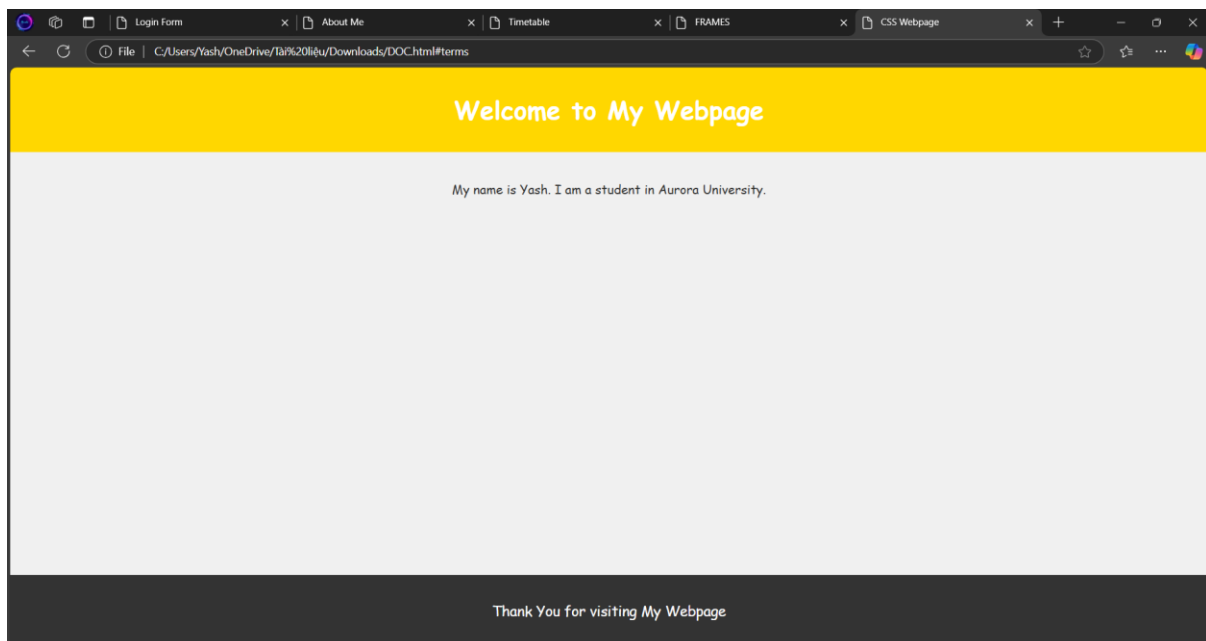 Login Form
About Me
Timetable
FRAMES
CSS Webpage
File | C:/Users/Yash/OneDrive/Tài%20liệu/Downloads/DOC.html#terms
Welcome to My Webpage
My name is Yash. I am a student in Aurora University.
Thank You for visiting My Webpage